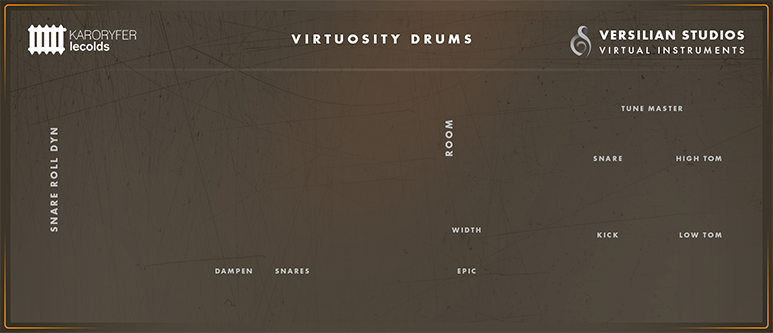 KARORYFER
lecolds
VIRTUOSITY DRUMS
VERSILIAN STUDIOS
VIRTUAL INSTRUMENTS
SNARE ROLL DYN
ROOM
TUNE MASTER
SNARE
HIGH TOM
WIDTH
KICK
LOW TOM
DAMPEN
SNARES
EPIC